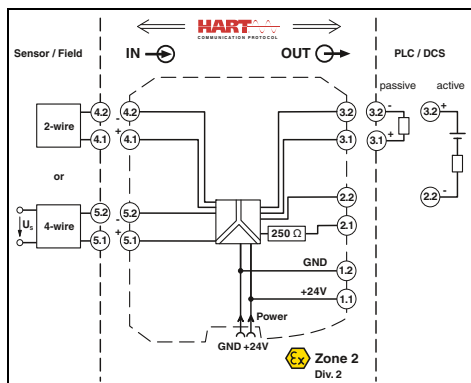 HART
COMMUNICATION PROTOCOL
Sensor / Field
IN
OUT
PLC / DCS
passive
active
4.2
4.2
3.2
3.2
-
3.2
+
2-wire
-
+
4.1
4.1
3.1
3.1
+
or
2.2
2.2
-
5.2
5.2
Us
4-wire
-
+
250 Ω
2.1
5.1
5.1
GND
1.2
+24V
1.1
Power
GND +24V
Ex
Zone 2
Div. 2